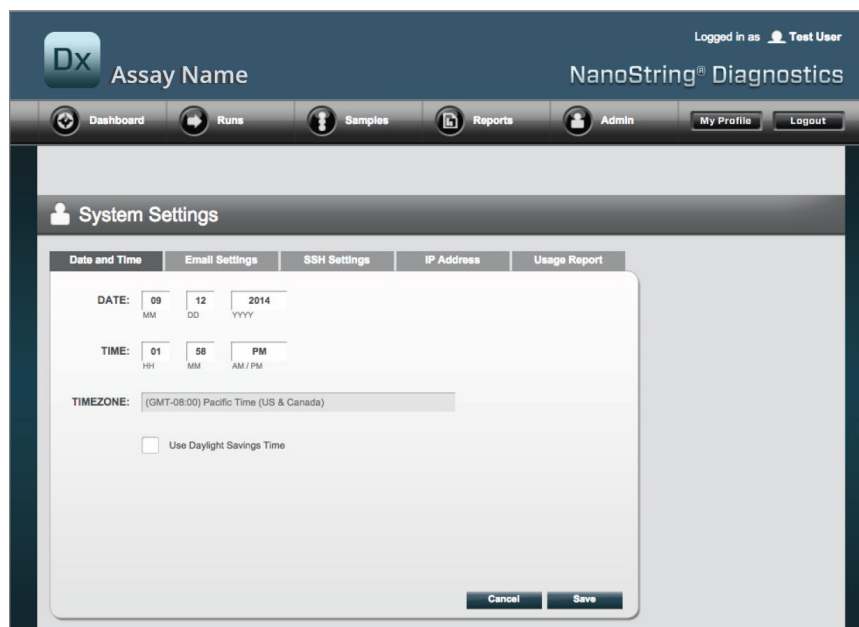 Logged in as Test User
Dx Assay Name
NanoString® Diagnostics
Dashboard Runs Samples Reports Admin My Profile Logout
System Settings
Date and Time Email Settings SSH Settings IP Address Usage Report
DATE: 09 12 2014
MM DD YYYY
TIME: 01 58 PM
HH MM AM / PM
TIMEZONE: (GMT-08:00) Pacific Time (US & Canada)
Use Daylight Savings Time
Cancel Save